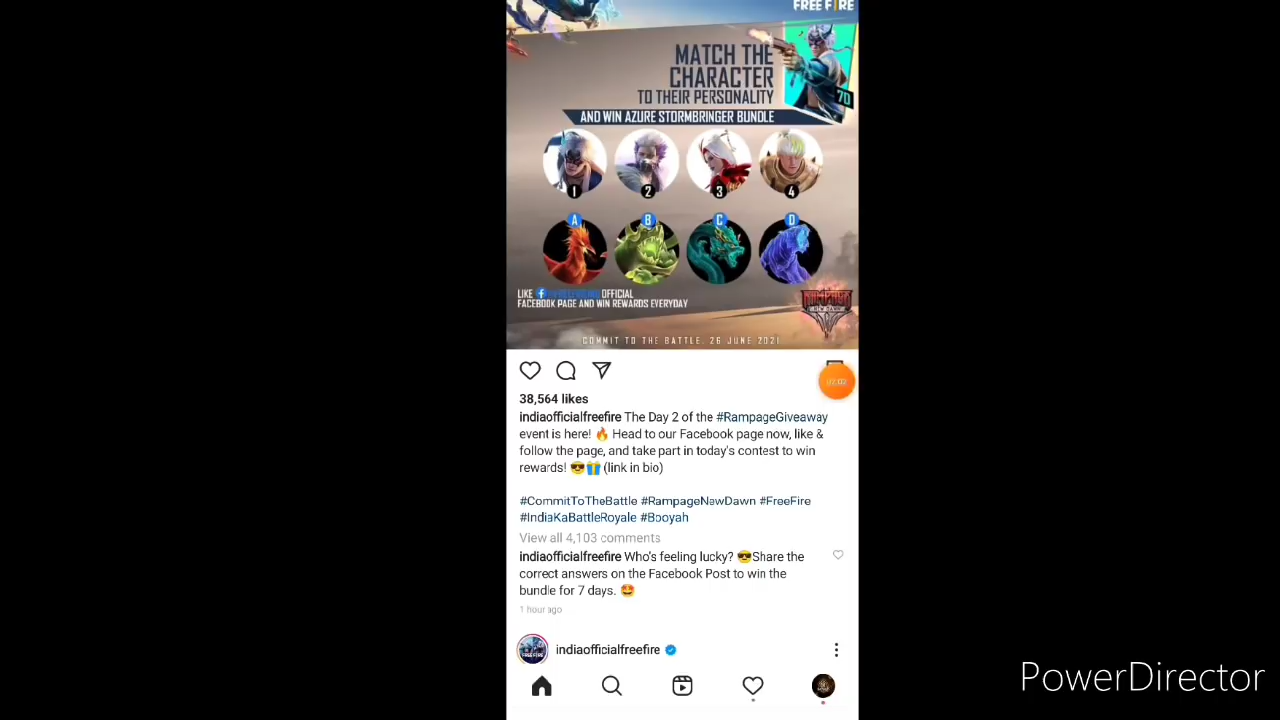 FREE FIRE
MATCH THE
CHARACTER
TO THEIR PERSONALITY
7D
AND WIN AZURE STORMBRINGER BUNDLE
1 2 3 4
A B C D
LIKE OFFICIAL
FACEBOOK PAGE AND WIN REWARDS EVERYDAY
COMMIT TO THE BATTLE. 26 JUNE 2021
38,564 likes
indiaofficialfreefire The Day 2 of the #RampageGiveaway
event is here! 🔥 Head to our Facebook page now, like &
follow the page, and take part in today's contest to win
rewards! 😎🎁 (link in bio)
#CommitToTheBattle #RampageNewDawn #FreeFire
#IndiaKaBattleRoyale #Booyah
View all 4,103 comments
indiaofficialfreefire Who's feeling lucky? 😎Share the
correct answers on the Facebook Post to win the
bundle for 7 days. 🤩
1 hour ago
indiaofficialfreefire
PowerDirector